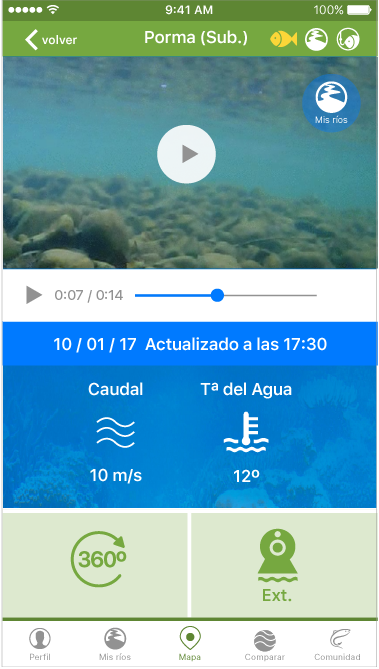 9:41 AM
100%
volver
Porma (Sub.)
Mis ríos
0:07 / 0:14
10 / 01 / 17 Actualizado a las 17:30
Caudal
Tª del Agua
10 m/s
12º
360º
Ext.
Perfil
Mis ríos
Mapa
Comparar
Comunidad